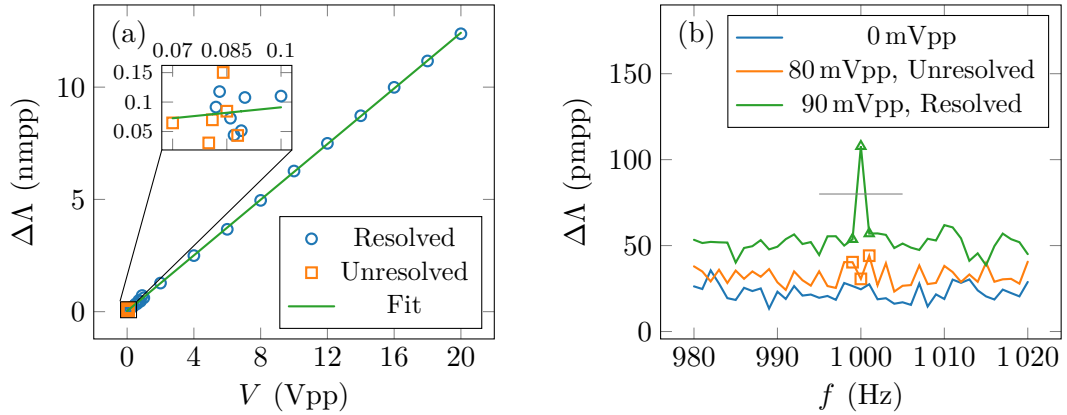 (a)
0.07 0.085 0.1
0.15
0.1
0.05
10
5
0
ΔΛ (nmpp)
Resolved
Unresolved
Fit
0 4 8 12 16 20
V (Vpp)
(b)
0 mVpp
80 mVpp, Unresolved
90 mVpp, Resolved
150
100
50
0
ΔΛ (pmpp)
980 990 1 000 1 010 1 020
f (Hz)